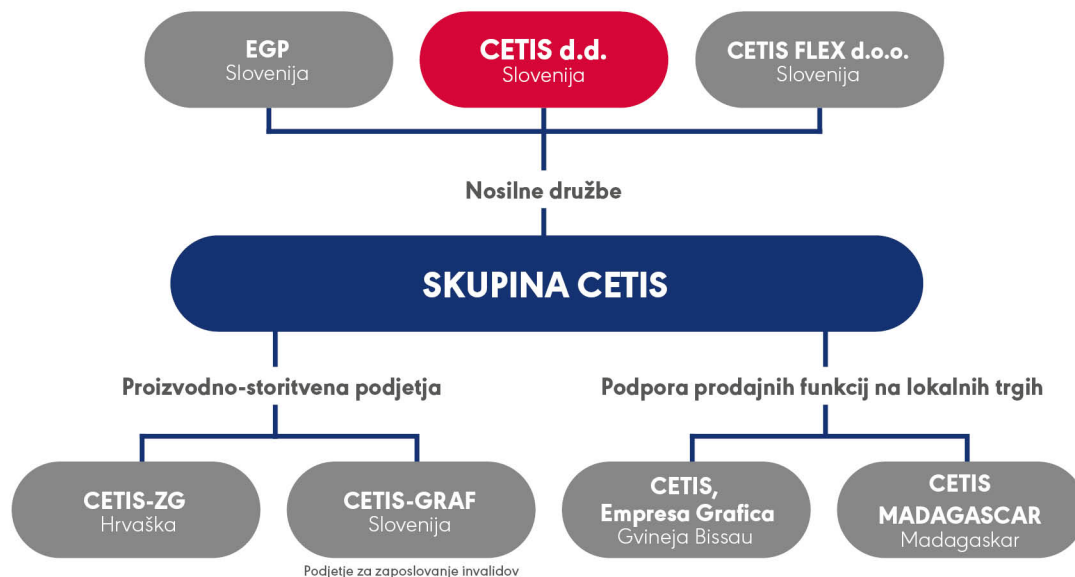 EGP
Slovenija
CETIS d.d.
Slovenija
CETIS FLEX d.o.o.
Slovenija
Nosilne družbe
SKUPINA CETIS
Proizvodno-storitvena podjetja
Podpora prodajnih funkcij na lokalnih trgih
CETIS-ZG
Hrvaška
CETIS-GRAF
Slovenija
Podjetje za zaposlovanje invalidov
CETIS,
Empresa Grafica
Gvineja Bissau
CETIS
MADAGASCAR
Madagaskar